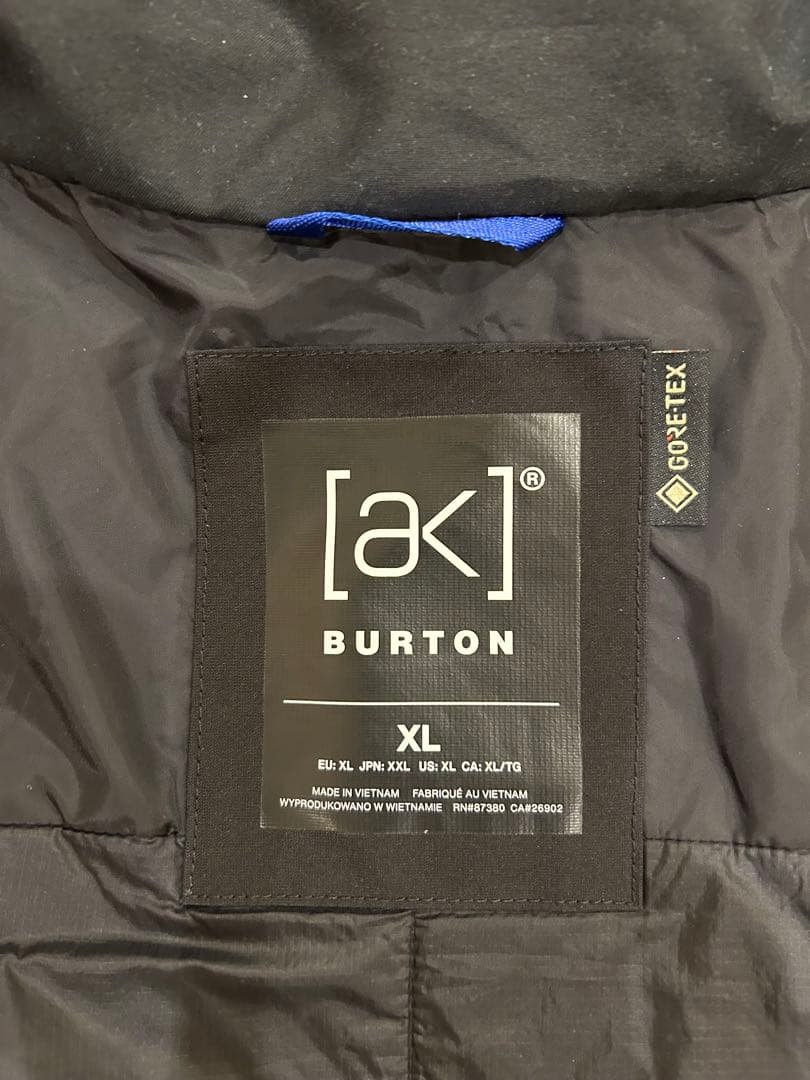 [ak]®
BURTON
XL
EU: XL JPN: XXL US: XL CA: XL/TG
MADE IN VIETNAM FABRIQUÉ AU VIETNAM
WYPRODUKOWANO W WIETNAMIE RN#87380 CA#26902
GORE-TEX